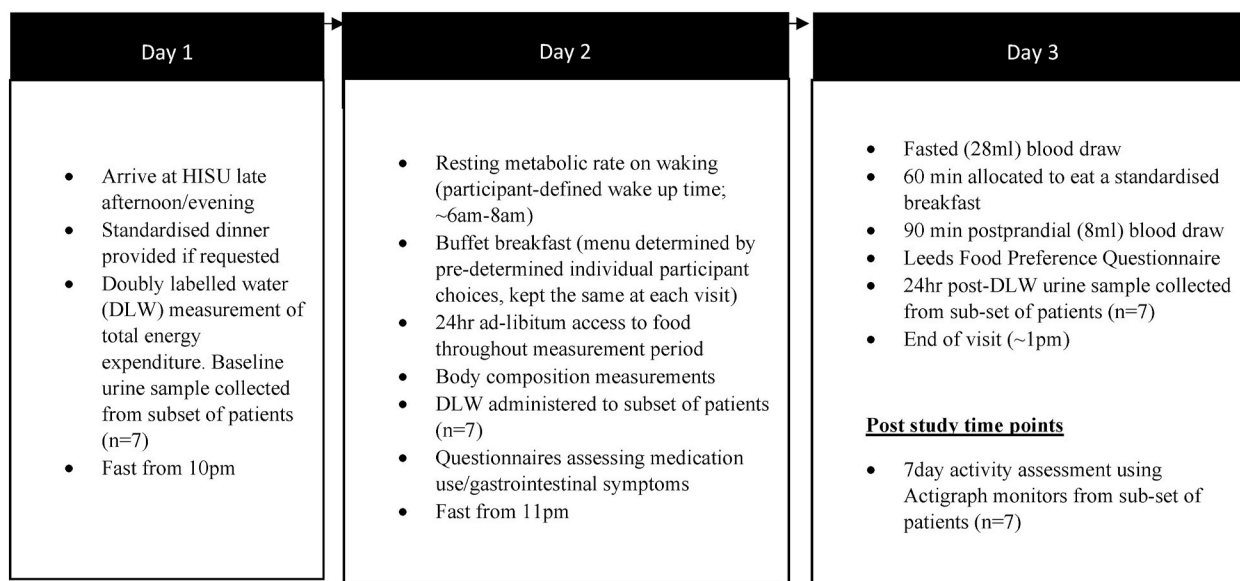 Day 1
• Arrive at HISU late
afternoon/evening
• Standardised dinner
provided if requested
• Doubly labelled water
(DLW) measurement of
total energy
expenditure. Baseline
urine sample collected
from subset of patients
(n=7)
• Fast from 10pm
Day 2
• Resting metabolic rate on waking
(participant-defined wake up time;
~6am-8am)
• Buffet breakfast (menu determined by
pre-determined individual participant
choices, kept the same at each visit)
• 24hr ad-libitum access to food
throughout measurement period
• Body composition measurements
• DLW administered to subset of patients
(n=7)
• Questionnaires assessing medication
use/gastrointestinal symptoms
• Fast from 11pm
Day 3
• Fasted (28ml) blood draw
• 60 min allocated to eat a standardised
breakfast
• 90 min postprandial (8ml) blood draw
• Leeds Food Preference Questionnaire
• 24hr post-DLW urine sample collected
from sub-set of patients (n=7)
• End of visit (~1pm)
Post study time points
• 7day activity assessment using
Actigraph monitors from sub-set of
patients (n=7)